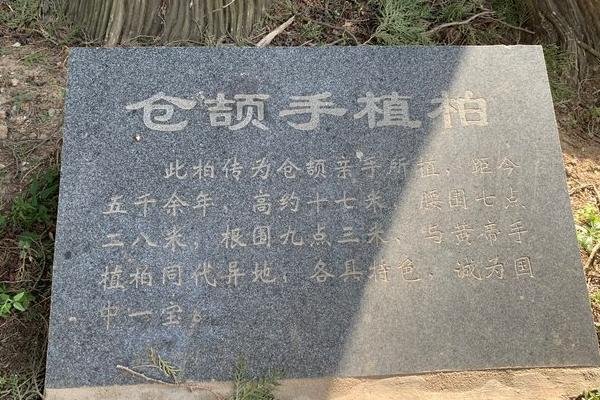 仓颉手植柏
此柏传为仓颉亲手所植，距今
五千余年，高约十七米，腰围七点
二八米，根围九点三米，与黄帝手
植柏同代异地，各具特色，诚为国
中一宝。